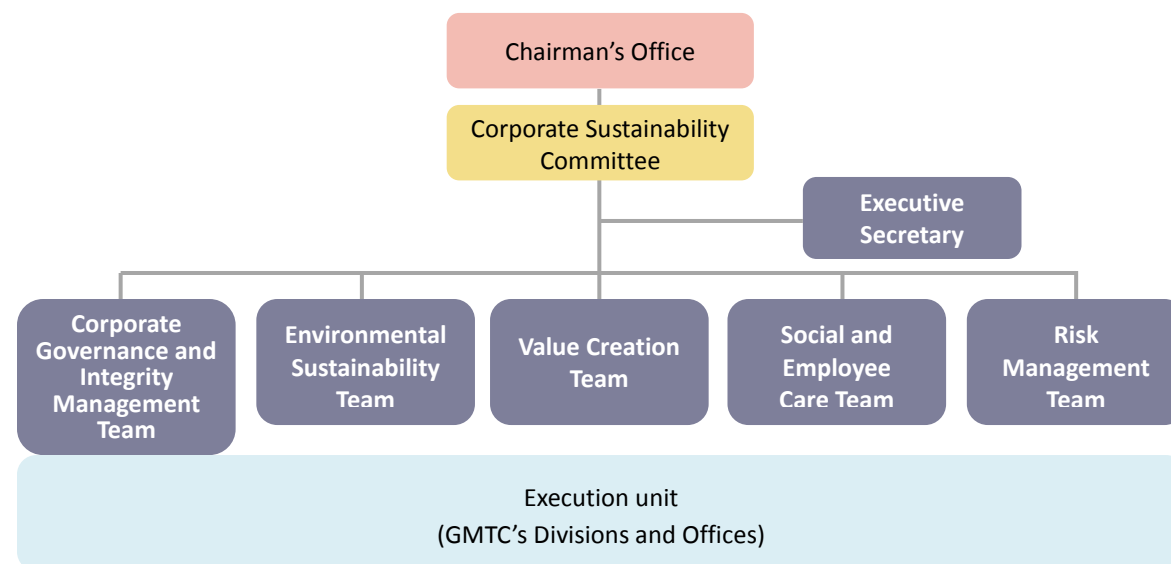 Chairman’s Office
Corporate Sustainability
Committee
Executive
Secretary
Corporate
Governance and
Integrity
Management
Team
Environmental
Sustainability
Team
Value Creation
Team
Social and
Employee
Care Team
Risk
Management
Team
Execution unit
(GMTC’s Divisions and Offices)